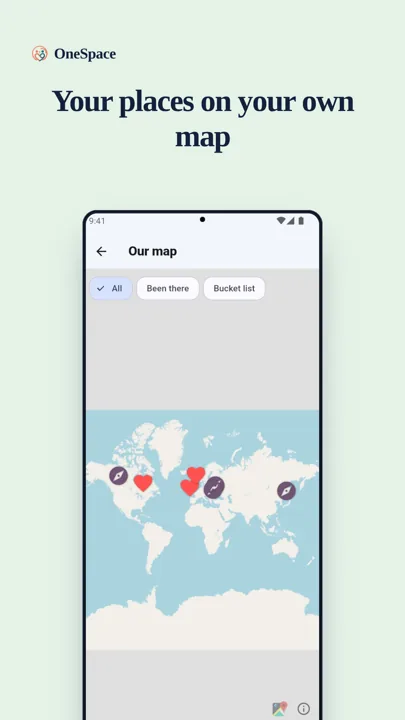 OneSpace
Your places on your own
map
9:41
Our map
All
Been there
Bucket list